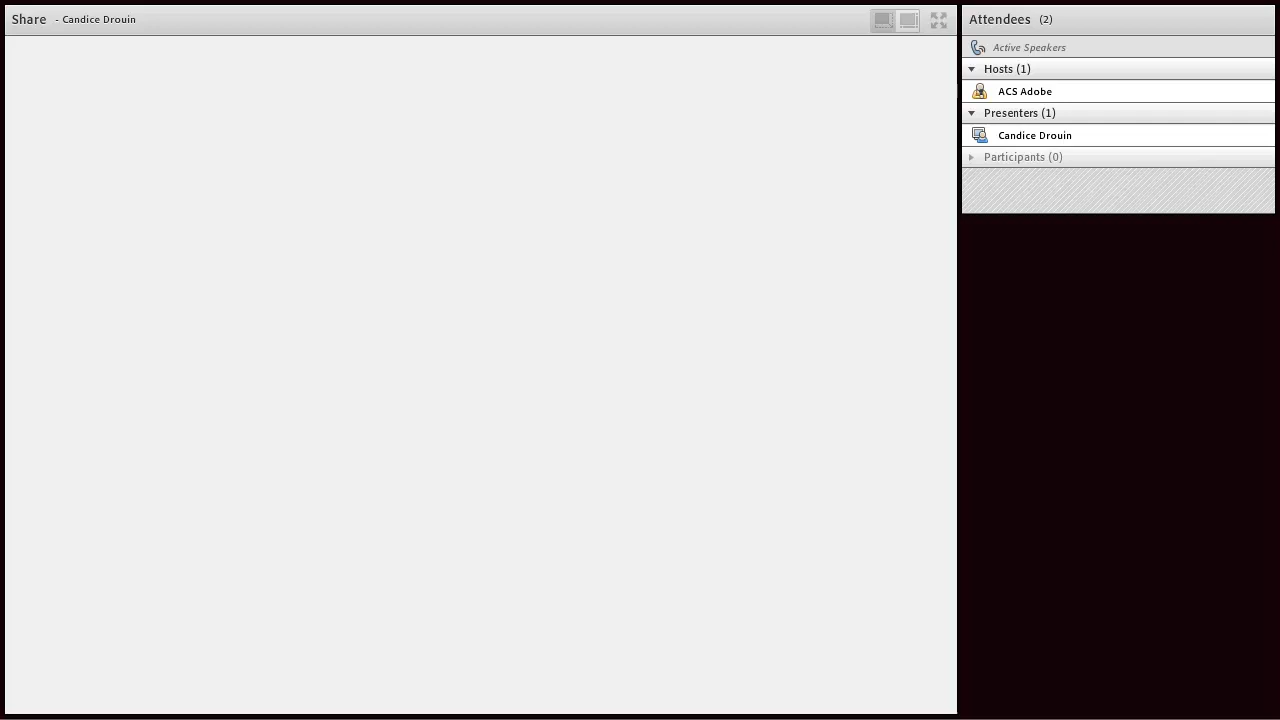 Share - Candice Drouin
Attendees (2)
Active Speakers
Hosts (1)
ACS Adobe
Presenters (1)
Candice Drouin
Participants (0)